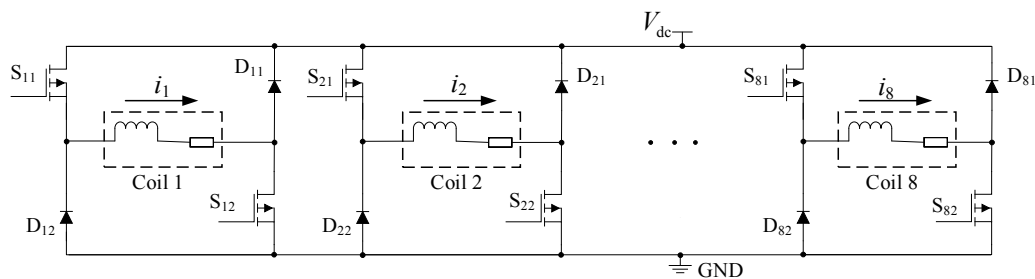 V_dc
S_11
D_11
S_21
D_21
S_81
D_81
i_1
i_2
i_8
. . .
Coil 1
Coil 2
Coil 8
S_12
S_22
S_82
D_12
D_22
D_82
GND